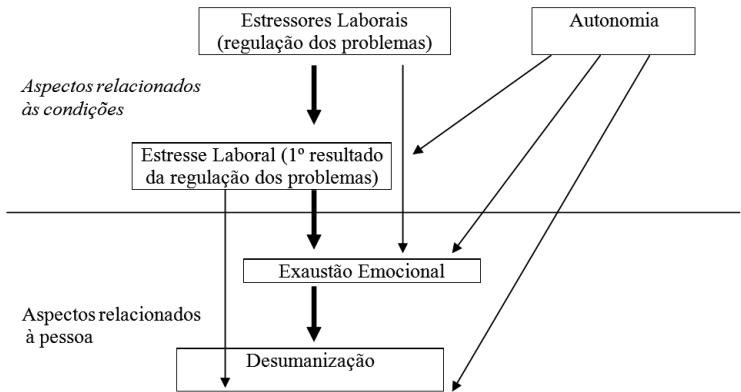 Estressores Laborais
(regulação dos problemas)
Autonomia
Aspectos relacionados
às condições
Estresse Laboral (1º resultado
da regulação dos problemas)
Exaustão Emocional
Aspectos relacionados
à pessoa
Desumanização